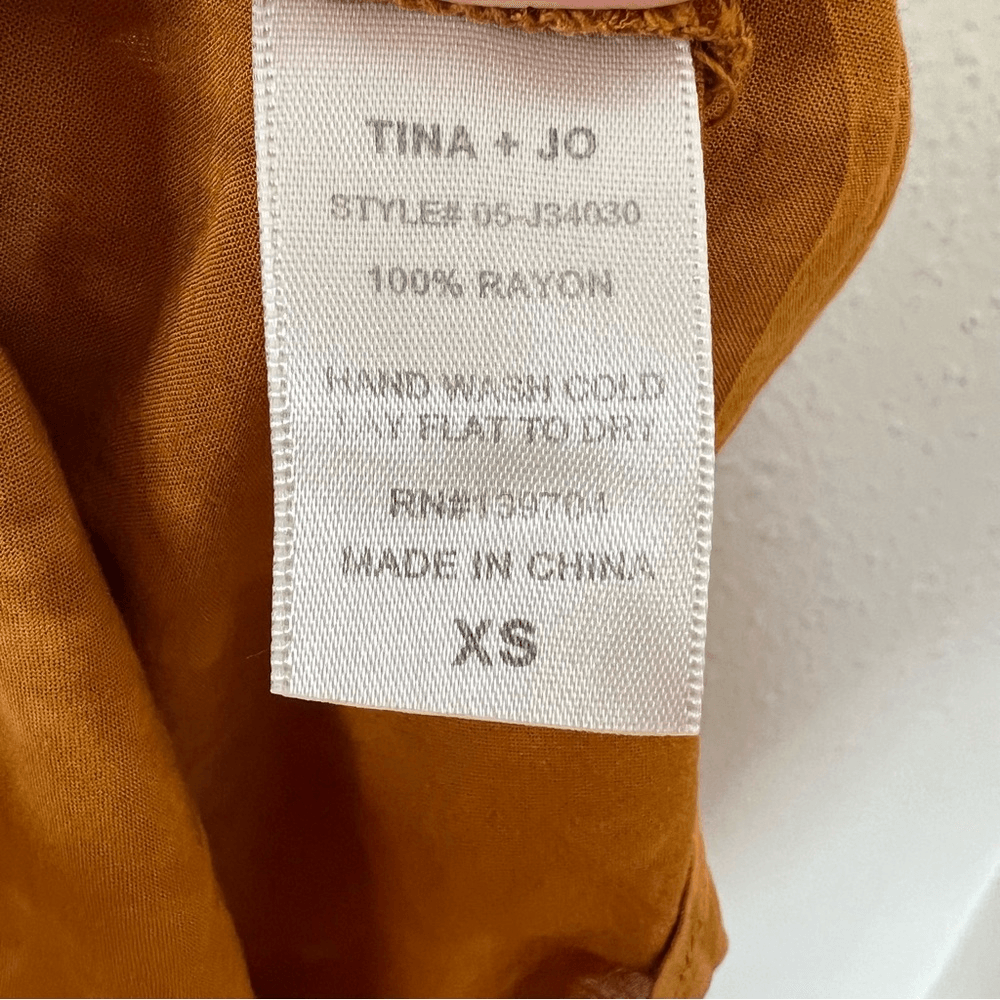 TINA + JO
STYLE# 05-J34030
100% RAYON
HAND WASH COLD
LAY FLAT TO DRY
RN#139704
MADE IN CHINA
XS